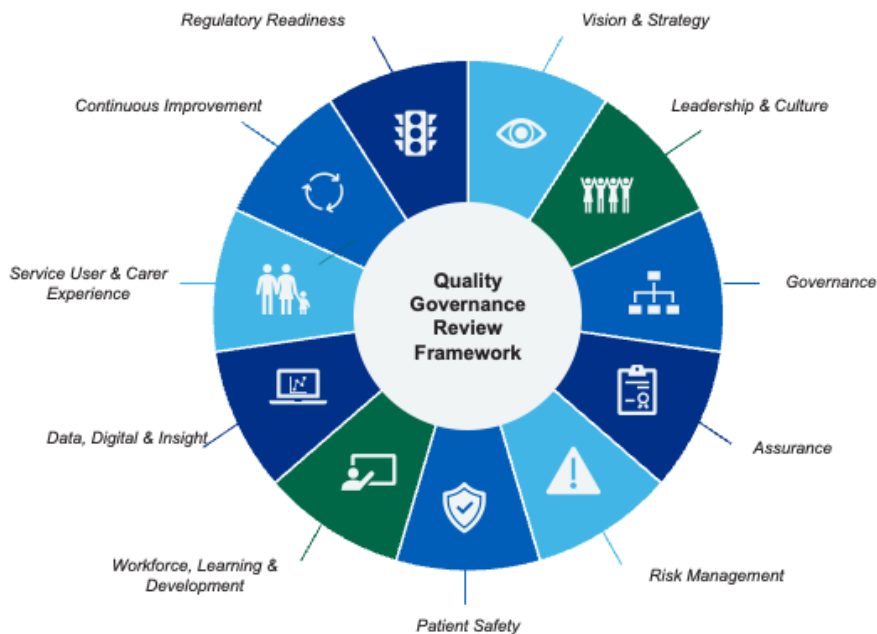 Regulatory Readiness
Vision & Strategy
Continuous Improvement
Leadership & Culture
Service User & Carer
Experience
Quality
Governance
Review
Framework
Governance
Data, Digital & Insight
Assurance
Workforce, Learning &
Development
Risk Management
Patient Safety